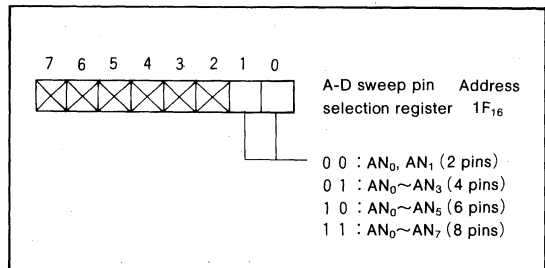 7 6 5 4 3 2 1 0
A-D sweep pin Address
selection register 1F₁₆
0 0 : AN₀, AN₁ (2 pins)
0 1 : AN₀~AN₃ (4 pins)
1 0 : AN₀~AN₅ (6 pins)
1 1 : AN₀~AN₇ (8 pins)